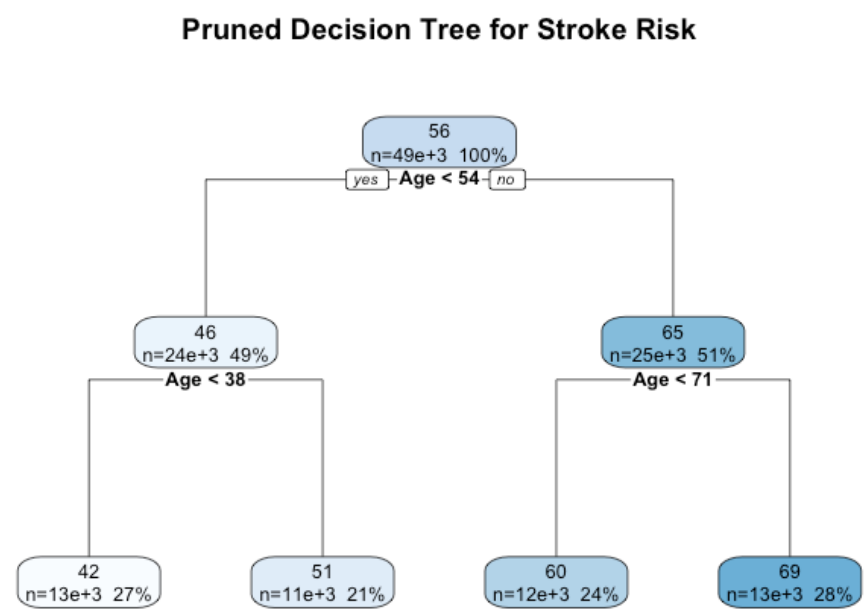 Pruned Decision Tree for Stroke Risk
56
n=49e+3 100%
yes Age < 54 no
46
n=24e+3 49%
65
n=25e+3 51%
Age < 38
Age < 71
42
n=13e+3 27%
51
n=11e+3 21%
60
n=12e+3 24%
69
n=13e+3 28%